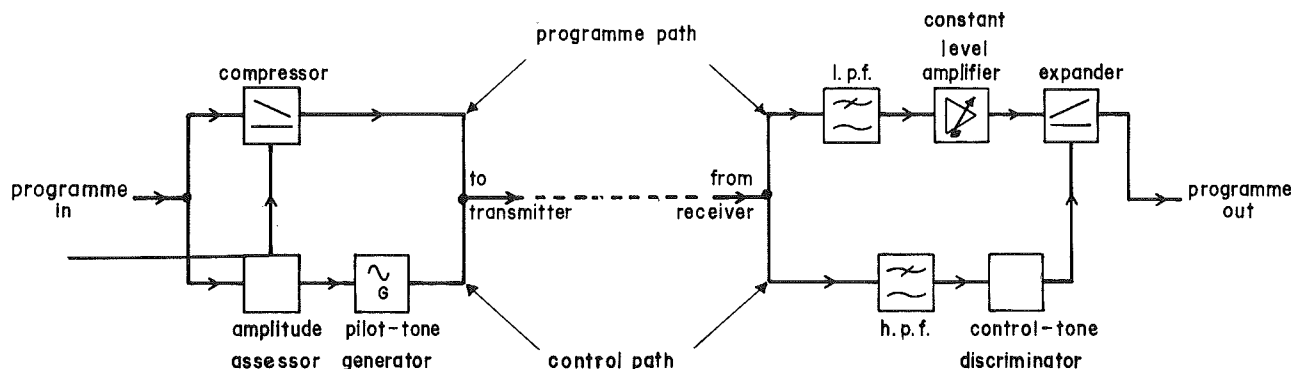 programme path
constant
level
amplifier
compressor
l. p. f.
expander
programme
in
to
transmitter
from
receiver
programme
out
G
amplitude
assessor
pilot-tone
generator
h. p. f.
control-tone
discriminator
control path